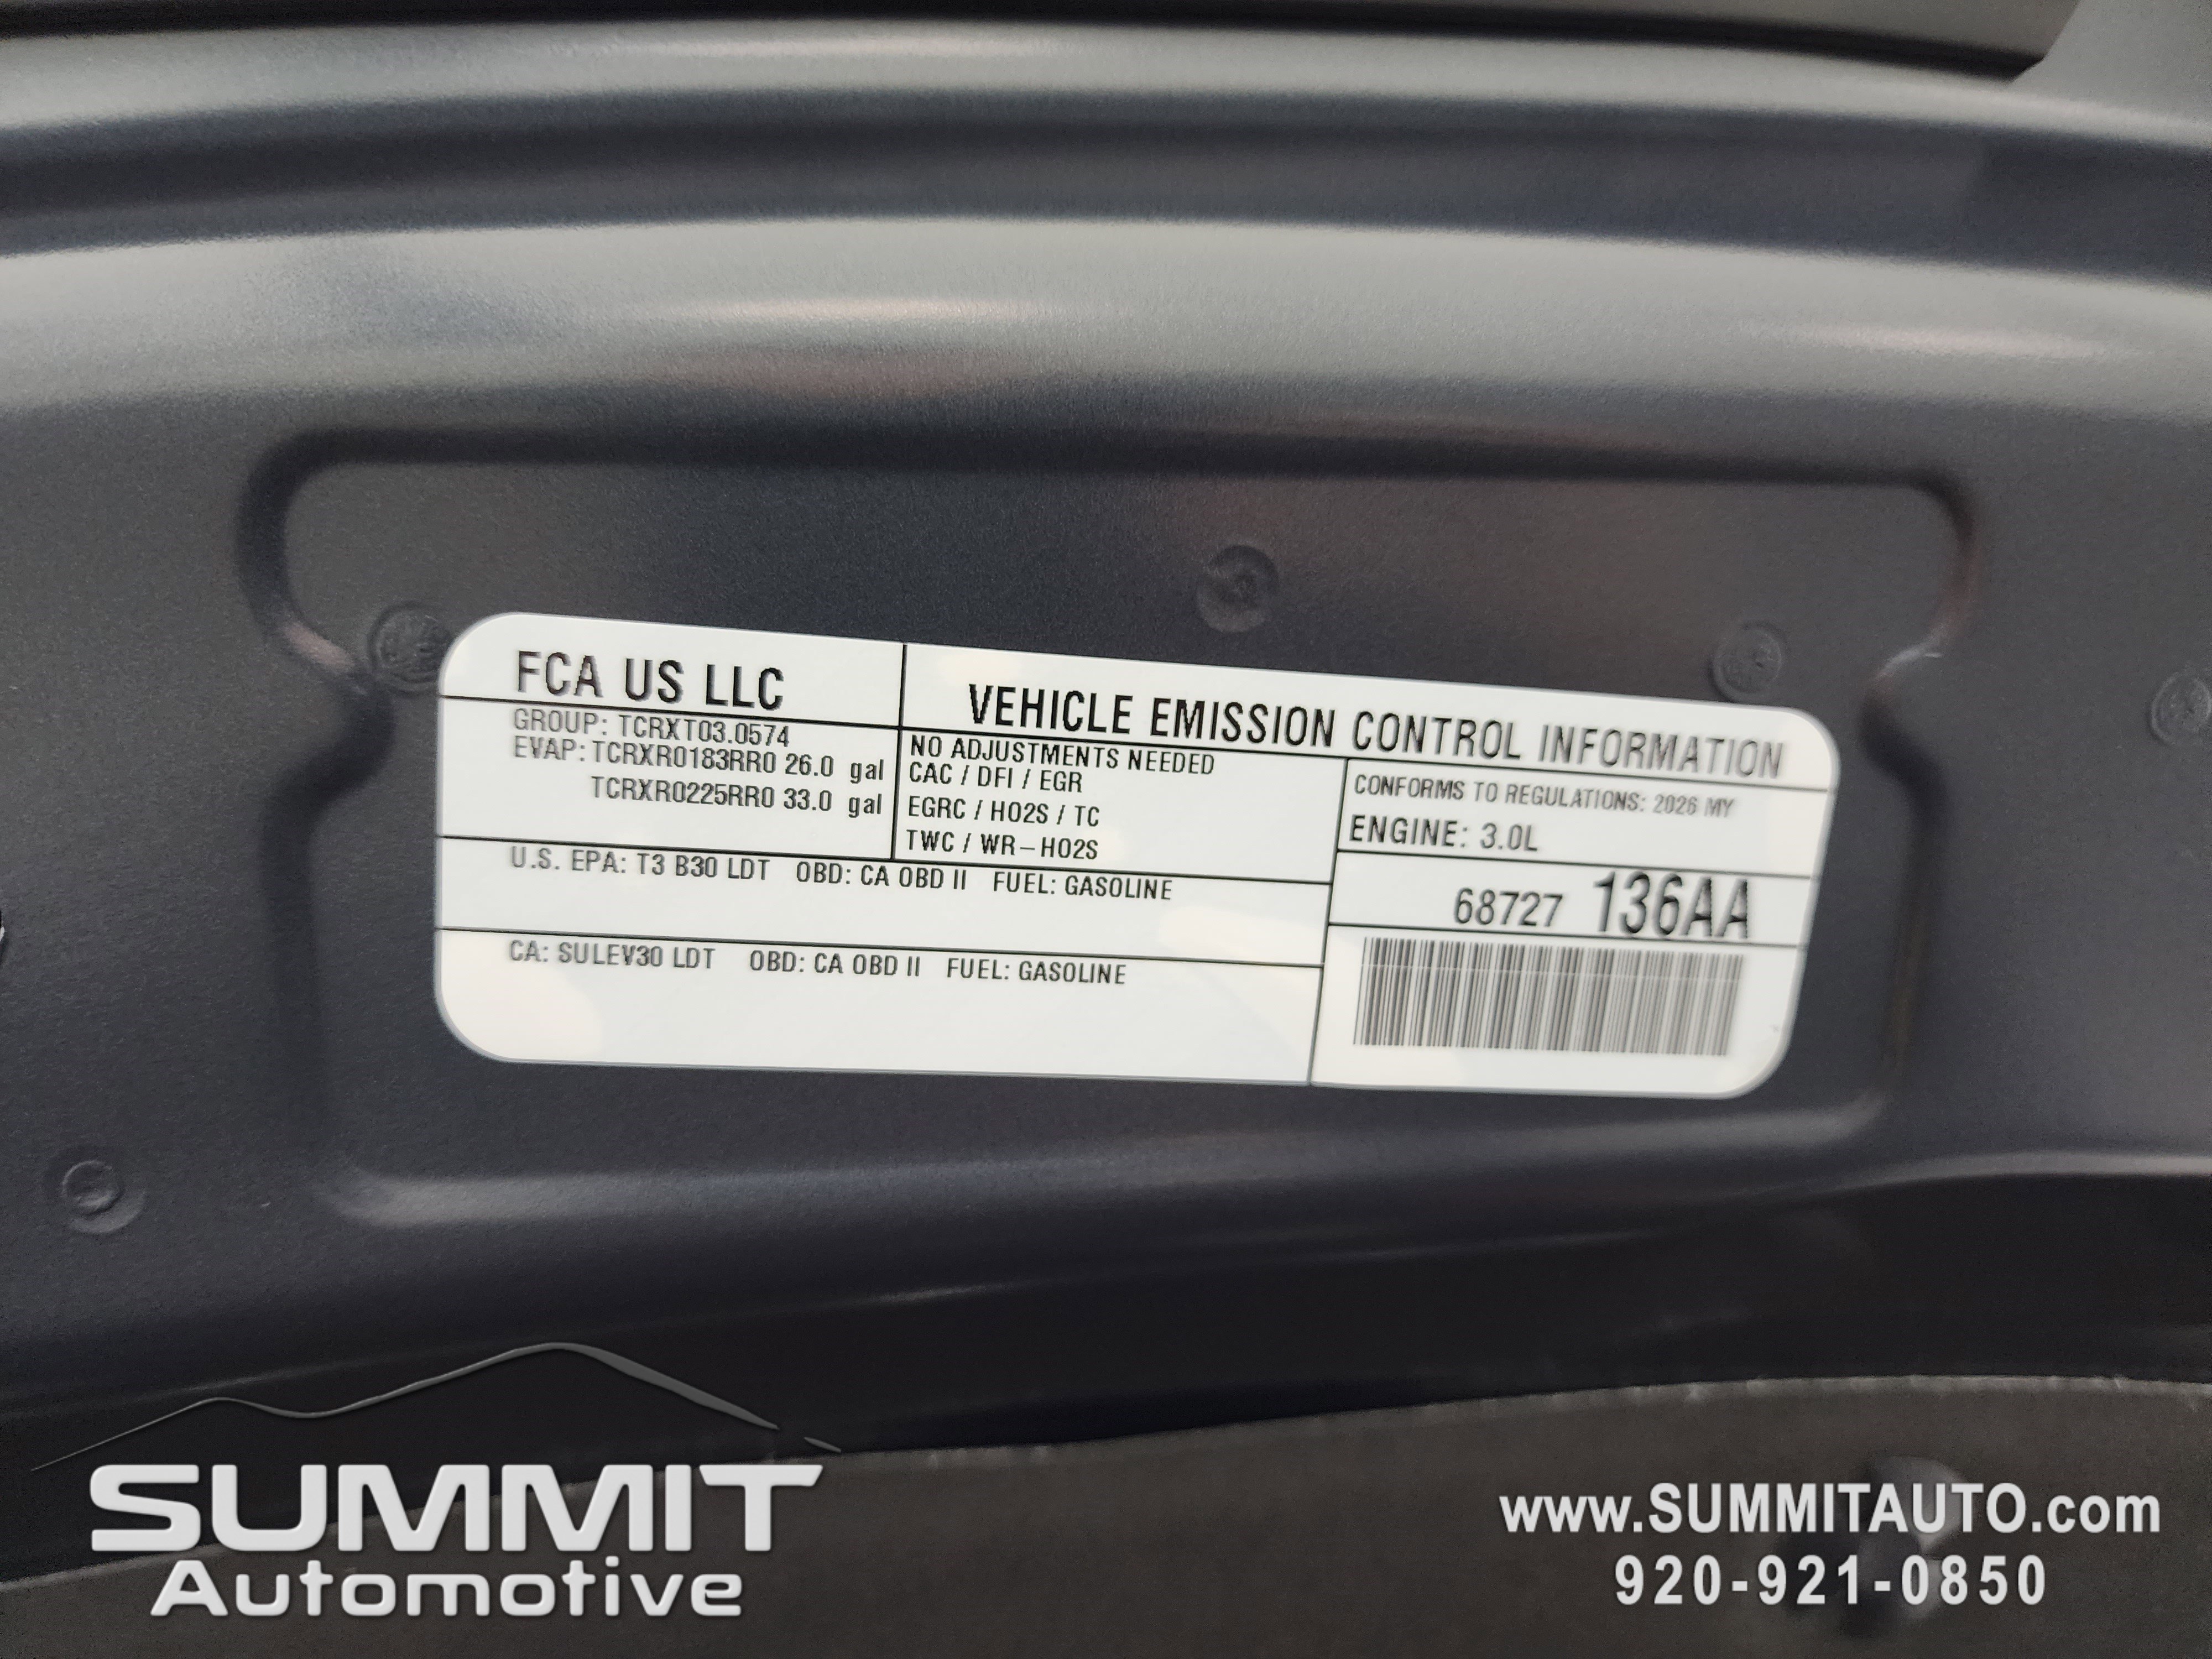 FCA US LLC
VEHICLE EMISSION CONTROL INFORMATION
GROUP: TCRXT03.0574
EVAP: TCRXR0183RR0 26.0 gal
TCRXR0225RR0 33.0 gal
NO ADJUSTMENTS NEEDED
CAC / DFI / EGR
EGRC / HO2S / TC
TWC / WR-HO2S
CONFORMS TO REGULATIONS: 2026 MY
ENGINE: 3.0L
U.S. EPA: T3 B30 LDT OBD: CA OBD II FUEL: GASOLINE
68727 136AA
CA: SULEV30 LDT OBD: CA OBD II FUEL: GASOLINE
SUMMIT
Automotive
www.SUMMITAUTO.com
920-921-0850